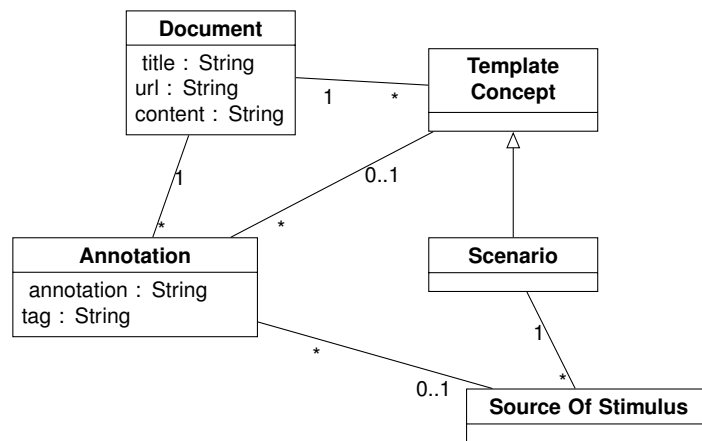 Document
title : String
url : String
content : String
Template
Concept
1
*
1
0..1
*
*
Annotation
annotation : String
tag : String
Scenario
1
*
*
0..1
Source Of Stimulus